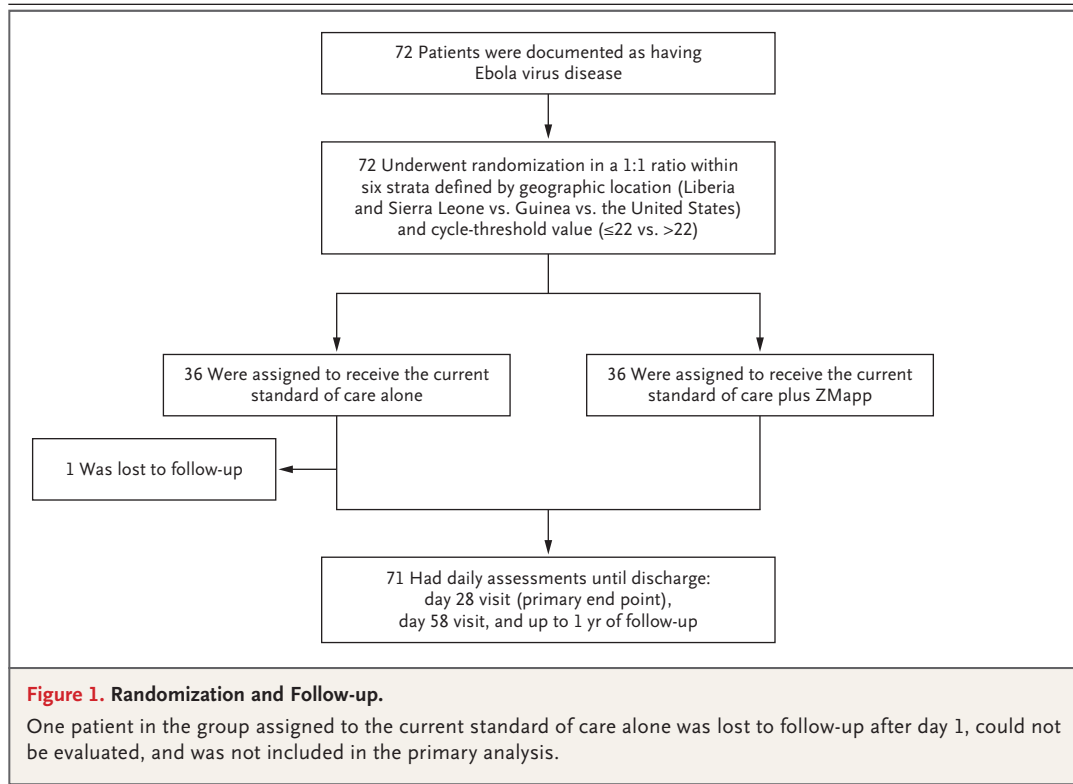 72 Patients were documented as having
Ebola virus disease
72 Underwent randomization in a 1:1 ratio within
six strata defined by geographic location (Liberia
and Sierra Leone vs. Guinea vs. the United States)
and cycle-threshold value (≤22 vs. >22)
36 Were assigned to receive the current
standard of care alone
36 Were assigned to receive the current
standard of care plus ZMapp
1 Was lost to follow-up
71 Had daily assessments until discharge:
day 28 visit (primary end point),
day 58 visit, and up to 1 yr of follow-up
Figure 1. Randomization and Follow-up.
One patient in the group assigned to the current standard of care alone was lost to follow-up after day 1, could not
be evaluated, and was not included in the primary analysis.